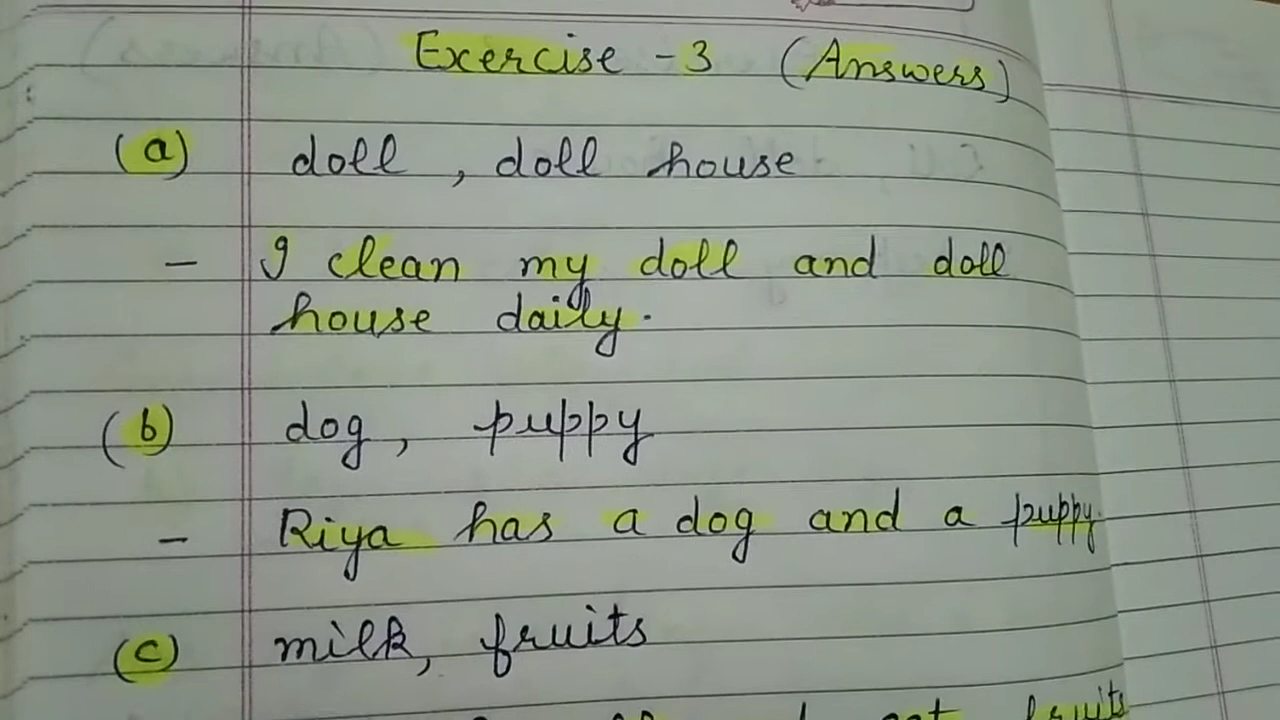 Exercise - 3 (Answers)
(a) doll, doll house
- I clean my doll and doll
house daily.
(b) dog, puppy
- Riya has a dog and a puppy.
(c) milk, fruits
fruits